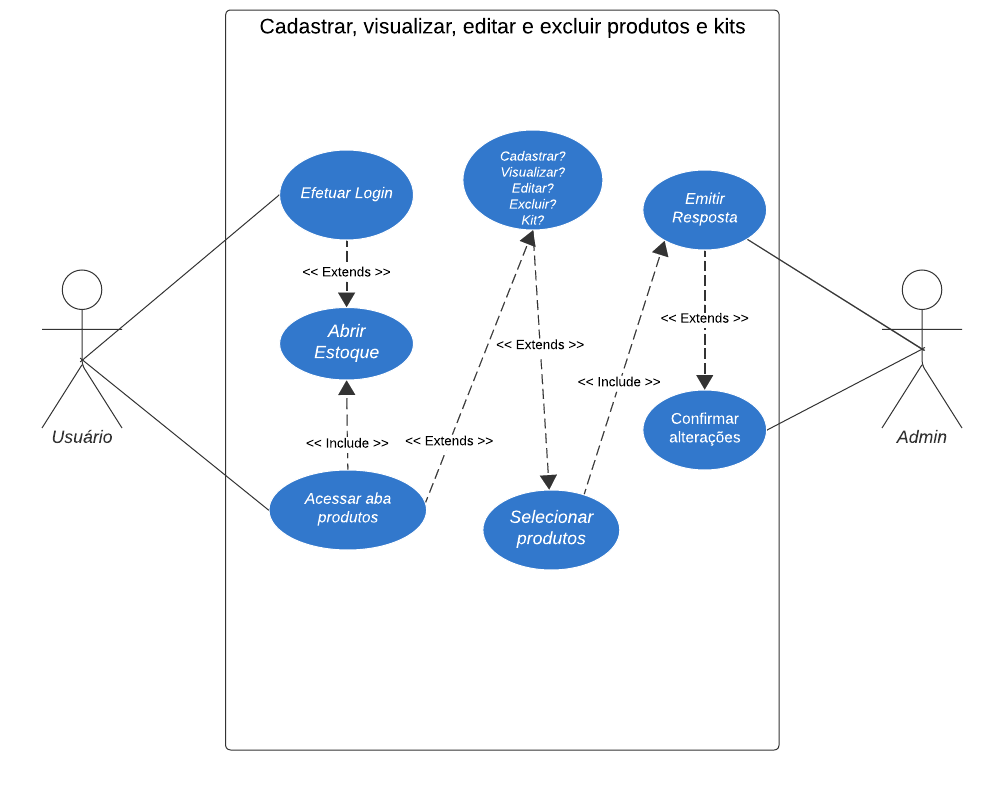 Cadastrar, visualizar, editar e excluir produtos e kits
Efetuar Login
<< Extends >>
Abrir
Estoque
<< Include >>
Acessar aba
produtos
<< Extends >>
Cadastrar?
Visualizar?
Editar?
Excluir?
Kit?
<< Extends >>
Selecionar
produtos
<< Include >>
Emitir
Resposta
<< Extends >>
Confirmar
alterações
Usuário
Admin